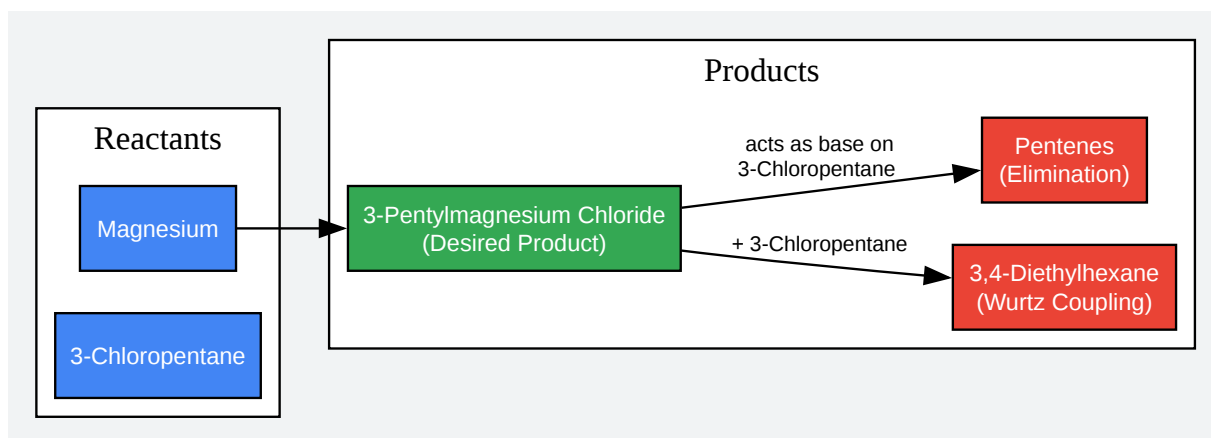 Reactants
Magnesium
3-Chloropentane
Products
3-Pentylmagnesium Chloride
(Desired Product)
acts as base on
3-Chloropentane
Pentenes
(Elimination)
+ 3-Chloropentane
3,4-Diethylhexane
(Wurtz Coupling)